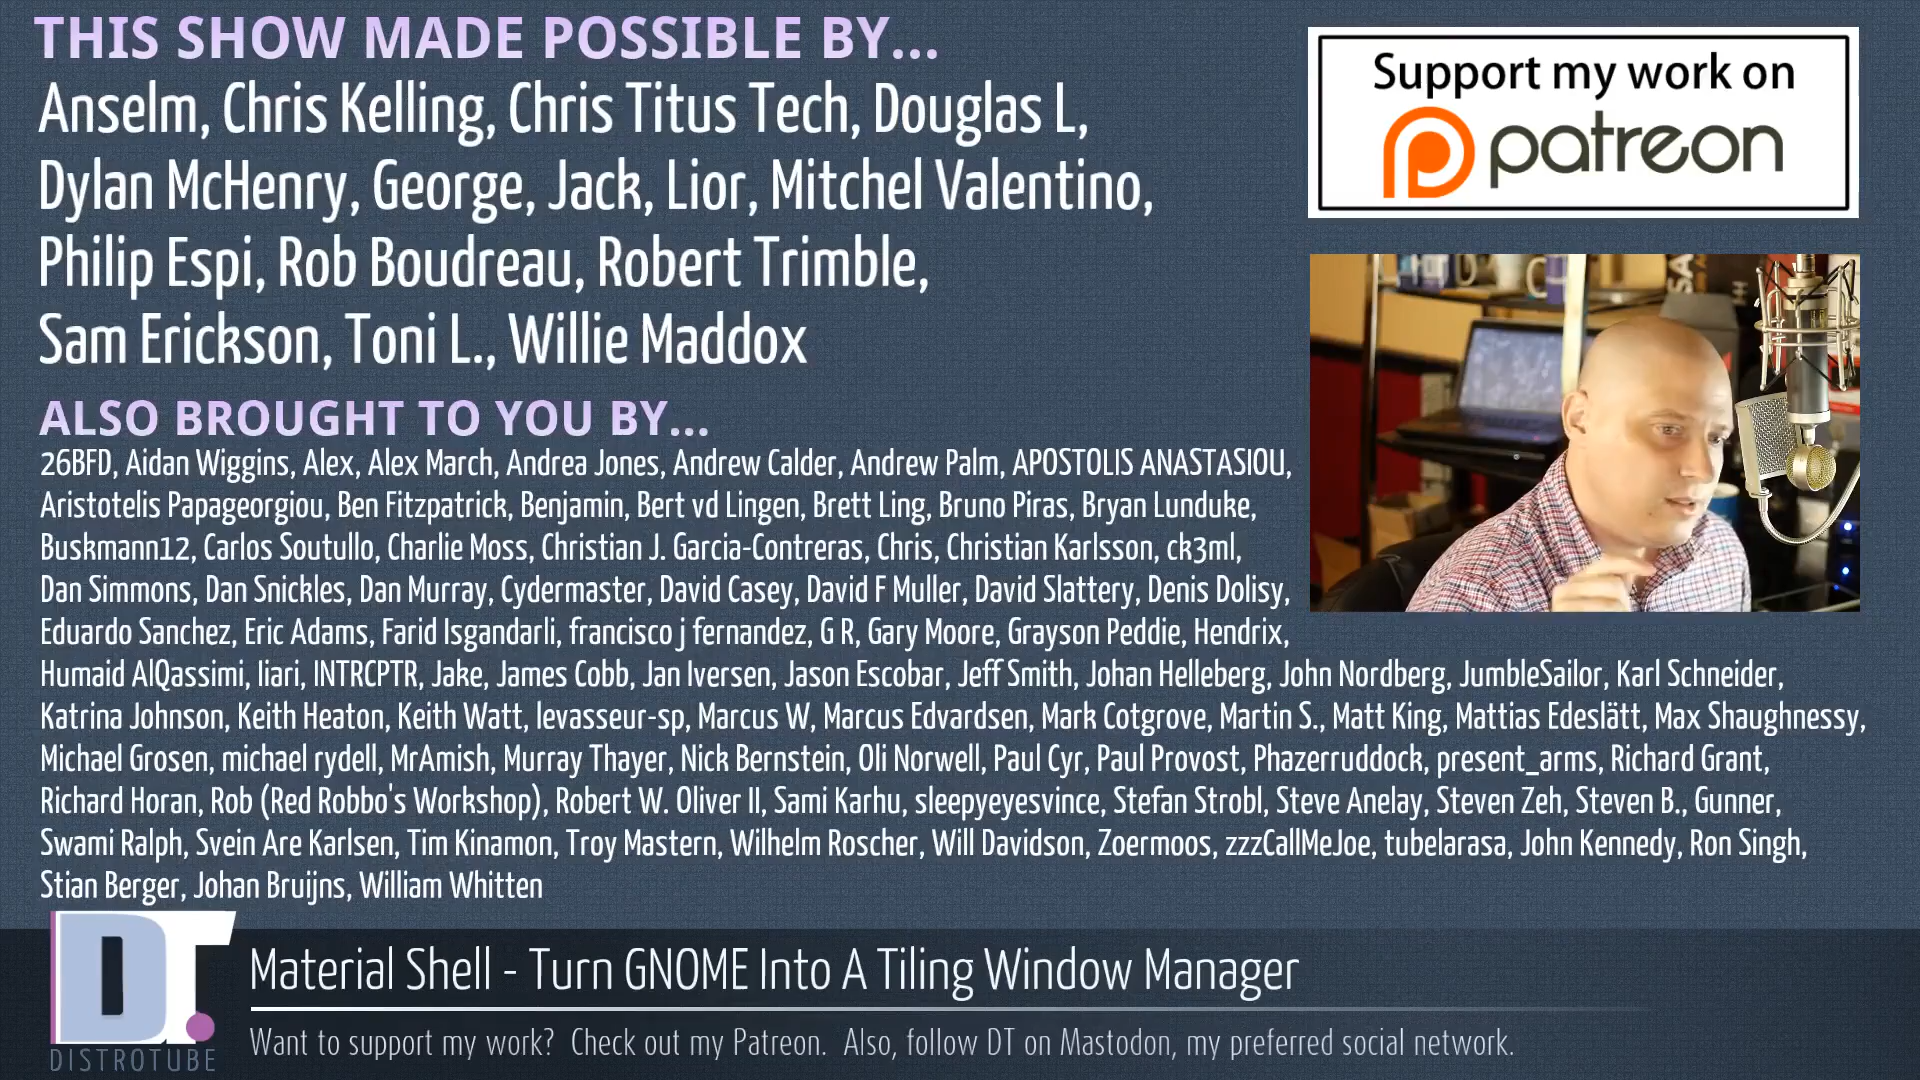 THIS SHOW MADE POSSIBLE BY...
Anselm, Chris Kelling, Chris Titus Tech, Douglas L,
Dylan McHenry, George, Jack, Lior, Mitchel Valentino,
Philip Espi, Rob Boudreau, Robert Trimble,
Sam Erickson, Toni L., Willie Maddox
Support my work on
patreon
ALSO BROUGHT TO YOU BY...
26BFD, Aidan Wiggins, Alex, Alex March, Andrea Jones, Andrew Calder, Andrew Palm, APOSTOLIS ANASTASIOU,
Aristotelis Papageorgiou, Ben Fitzpatrick, Benjamin, Bert vd Lingen, Brett Ling, Bruno Piras, Bryan Lunduke,
Buskmann12, Carlos Soutullo, Charlie Moss, Christian J. Garcia-Contreras, Chris, Christian Karlsson, ck3ml,
Dan Simmons, Dan Snickles, Dan Murray, Cydermaster, David Casey, David F Muller, David Slattery, Denis Dolisy,
Eduardo Sanchez, Eric Adams, Farid Isgandarli, francisco j fernandez, G R, Gary Moore, Grayson Peddie, Hendrix,
Humaid AlQassimi, Iiari, INTRCPTR, Jake, James Cobb, Jan Iversen, Jason Escobar, Jeff Smith, Johan Helleberg, John Nordberg, JumbleSailor, Karl Schneider,
Katrina Johnson, Keith Heaton, Keith Watt, levasseur-sp, Marcus W, Marcus Edvardsen, Mark Cotgrove, Martin S., Matt King, Mattias Edeslätt, Max Shaughnessy,
Michael Grosen, michael rydell, MrAmish, Murray Thayer, Nick Bernstein, Oli Norwell, Paul Cyr, Paul Provost, Phazerruddock, present_arms, Richard Grant,
Richard Horan, Rob (Red Robbo's Workshop), Robert W. Oliver II, Sami Karhu, sleepyeyesvince, Stefan Strobl, Steve Anelay, Steven Zeh, Steven B., Gunner,
Swami Ralph, Svein Are Karlsen, Tim Kinamon, Troy Mastern, Wilhelm Roscher, Will Davidson, Zoermoos, zzzCallMeJoe, tubelarasa, John Kennedy, Ron Singh,
Stian Berger, Johan Bruijns, William Whitten
DT.
DISTROTUBE
Material Shell - Turn GNOME Into A Tiling Window Manager
Want to support my work? Check out my Patreon. Also, follow DT on Mastodon, my preferred social network.